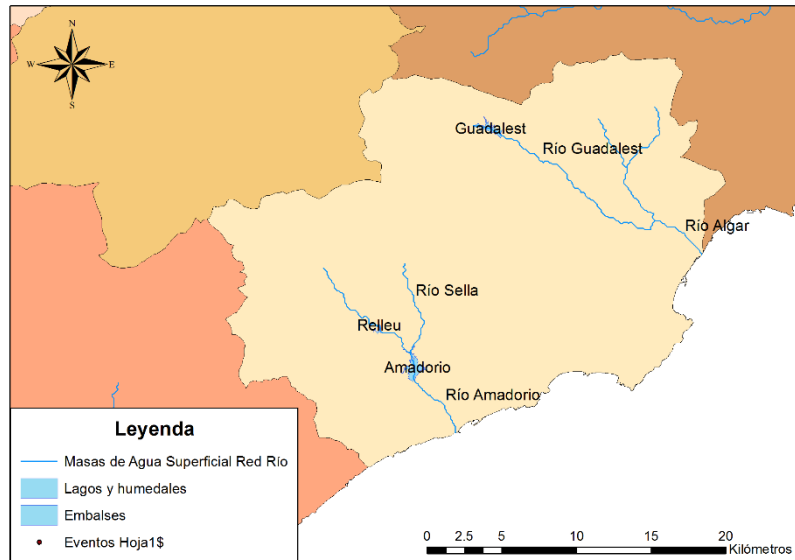 N
W E
S
Guadalest
Río Guadalest
Río Algar
Río Sella
Relleu
Amadorio
Río Amadorio
Leyenda
Masas de Agua Superficial Red Río
Lagos y humedales
Embalses
Eventos Hoja1$
0 2.5 5 10 15 20
Kilómetros